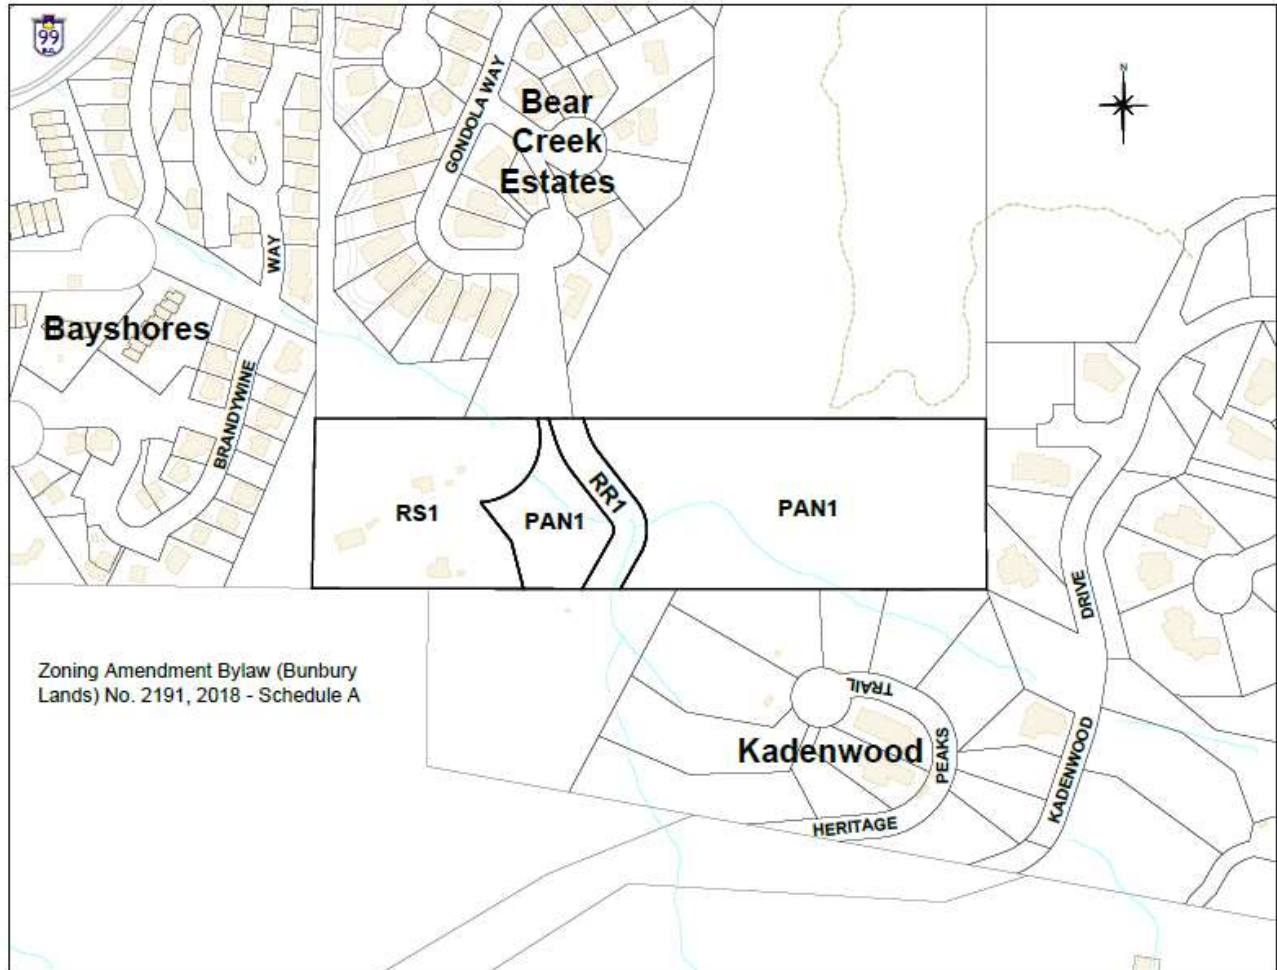 99
B.C.
N
GONDOLA WAY
Bear
Creek
Estates
WAY
Bayshores
BRANDYWINE
RS1
PAN1
RR1
PAN1
DRIVE
Zoning Amendment Bylaw (Bunbury
Lands) No. 2191, 2018 - Schedule A
TRAIL
Kadenwood
PEAKS
KADENWOOD
HERITAGE